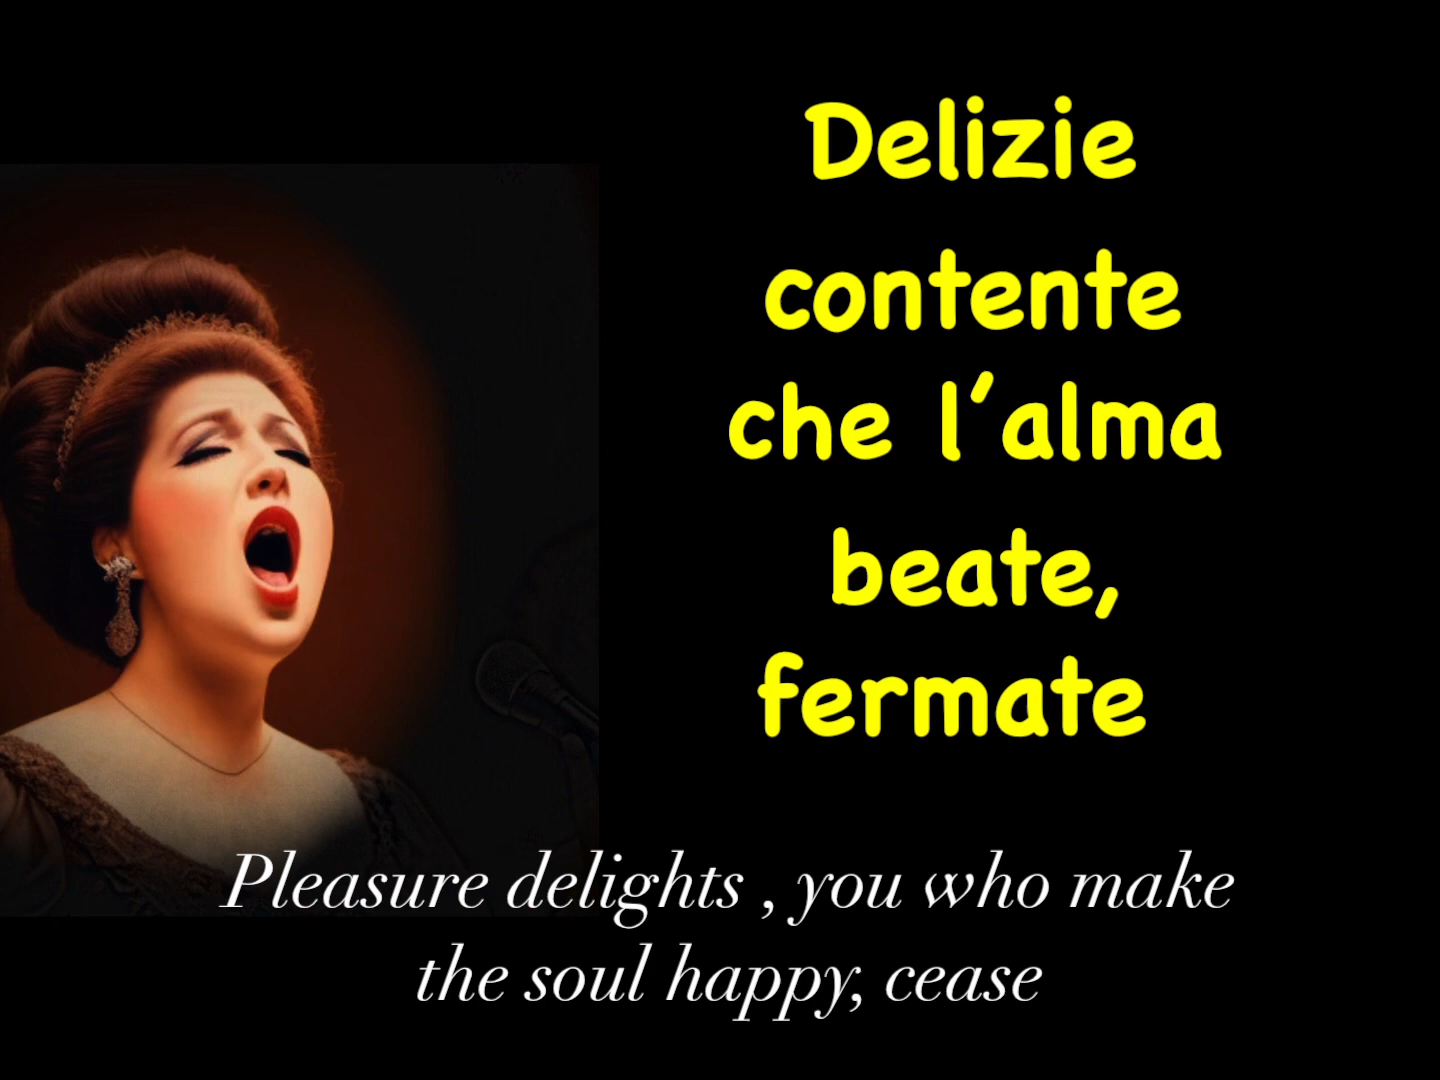 Delizie
contente
che l’alma
beate,
fermate
Pleasure delights , you who make
the soul happy, cease